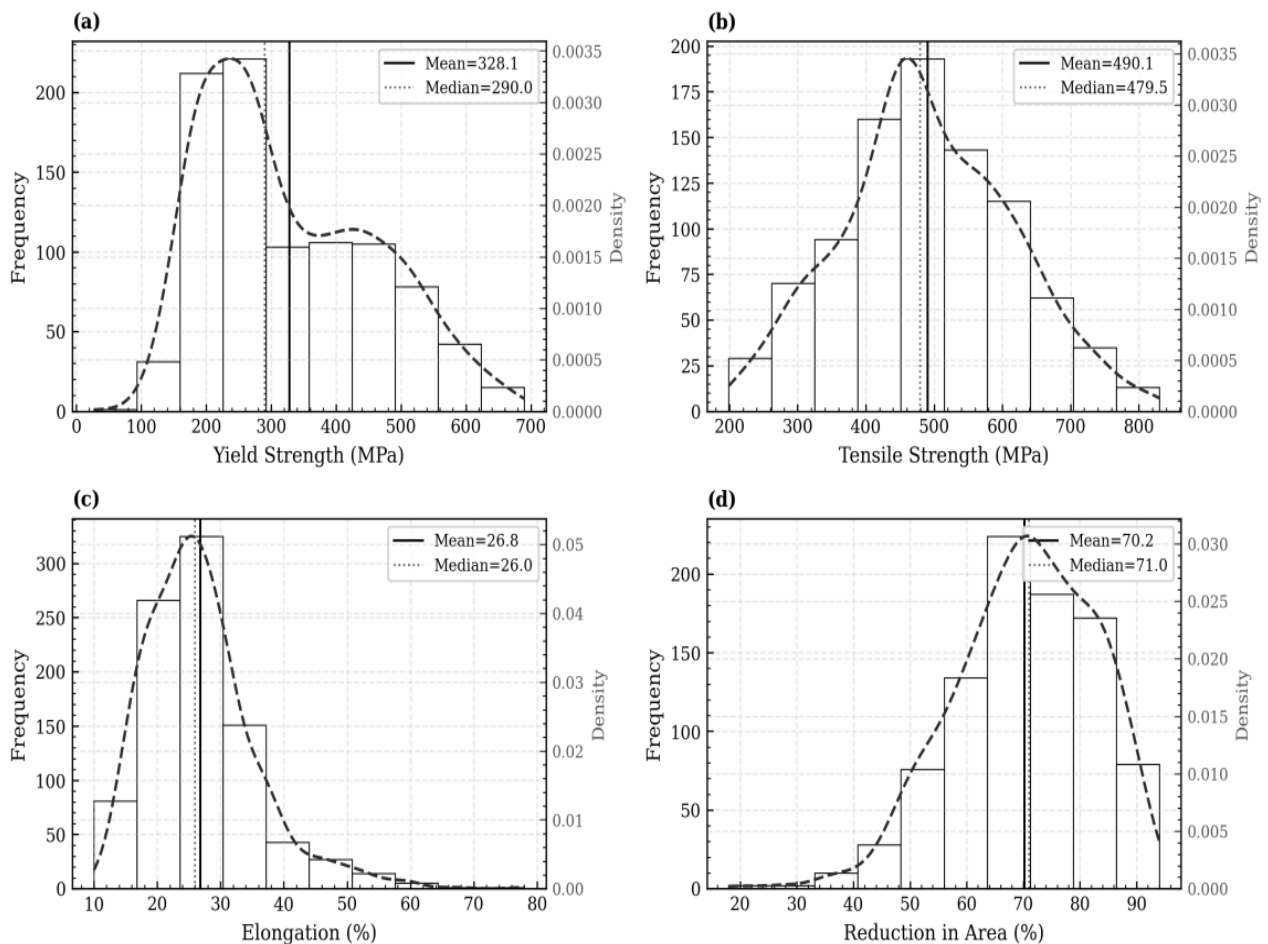 (a)
Mean=328.1
Median=290.0
Frequency
Density
0
50
100
150
200
0.0000
0.0005
0.0010
0.0015
0.0020
0.0025
0.0030
0.0035
0 100 200 300 400 500 600 700
Yield Strength (MPa)
(b)
Mean=490.1
Median=479.5
Frequency
Density
0
25
50
75
100
125
150
175
200
0.0000
0.0005
0.0010
0.0015
0.0020
0.0025
0.0030
0.0035
200 300 400 500 600 700 800
Tensile Strength (MPa)
(c)
Mean=26.8
Median=26.0
Frequency
Density
0
50
100
150
200
250
300
0.00
0.01
0.02
0.03
0.04
0.05
10 20 30 40 50 60 70 80
Elongation (%)
(d)
Mean=70.2
Median=71.0
Frequency
Density
0
50
100
150
200
0.000
0.005
0.010
0.015
0.020
0.025
0.030
20 30 40 50 60 70 80 90
Reduction in Area (%)